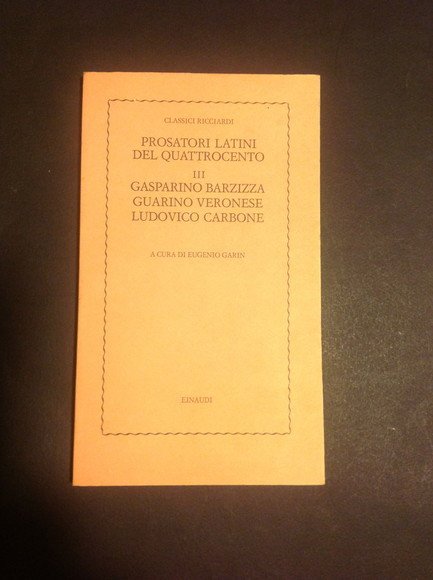 CLASSICI RICCIARDI
PROSATORI LATINI
DEL QUATTROCENTO
III
GASPARINO BARZIZZA
GUARINO VERONESE
LUDOVICO CARBONE
A CURA DI EUGENIO GARIN
EINAUDI